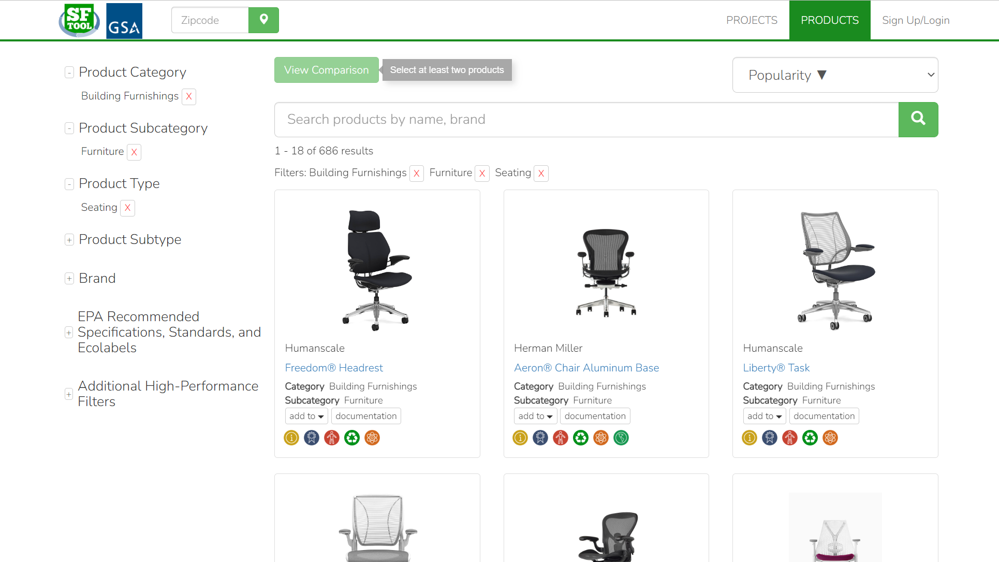 SF
TOOL
GSA
Zipcode
PROJECTS
PRODUCTS
Sign Up/Login
- Product Category
Building Furnishings X
- Product Subcategory
Furniture X
- Product Type
Seating X
+ Product Subtype
+ Brand
+ EPA Recommended
Specifications, Standards, and
Ecolabels
+ Additional High-Performance
Filters
View Comparison
Select at least two products
Popularity ▼
Search products by name, brand
1 - 18 of 686 results
Filters: Building Furnishings X Furniture X Seating X
Humanscale
Freedom® Headrest
Category Building Furnishings
Subcategory Furniture
add to documentation
Herman Miller
Aeron® Chair Aluminum Base
Category Building Furnishings
Subcategory Furniture
add to documentation
Humanscale
Liberty® Task
Category Building Furnishings
Subcategory Furniture
add to documentation